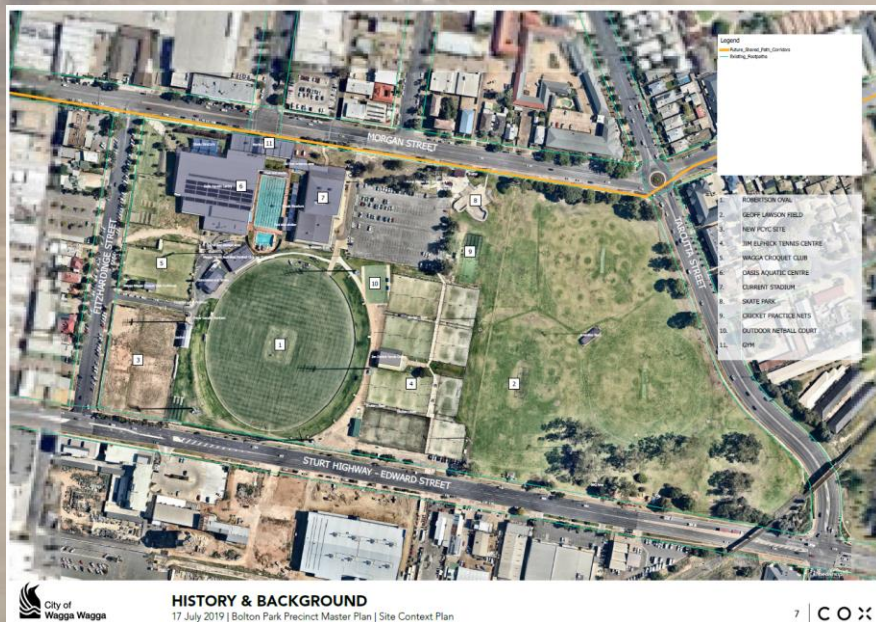 Legend
Future_Shared_Path_Corridors
Existing_Footpaths
MORGAN STREET
FITZHARDINGE STREET
TARCUTTA STREET
STURT HIGHWAY - EDWARD STREET
11
6
7
8
9
5
10
1
3
4
2
1. ROBERTSON OVAL
2. GEOFF LAWSON FIELD
3. NEW PCYC SITE
4. JIM ELPHICK TENNIS CENTRE
5. WAGGA CROQUET CLUB
6. OASIS AQUATIC CENTRE
7. CURRENT STADIUM
8. SKATE PARK
9. CRICKET PRACTICE NETS
10. OUTDOOR NETBALL COURT
11. GYM
City of
Wagga Wagga
HISTORY & BACKGROUND
17 July 2019 | Bolton Park Precinct Master Plan | Site Context Plan
7
COX